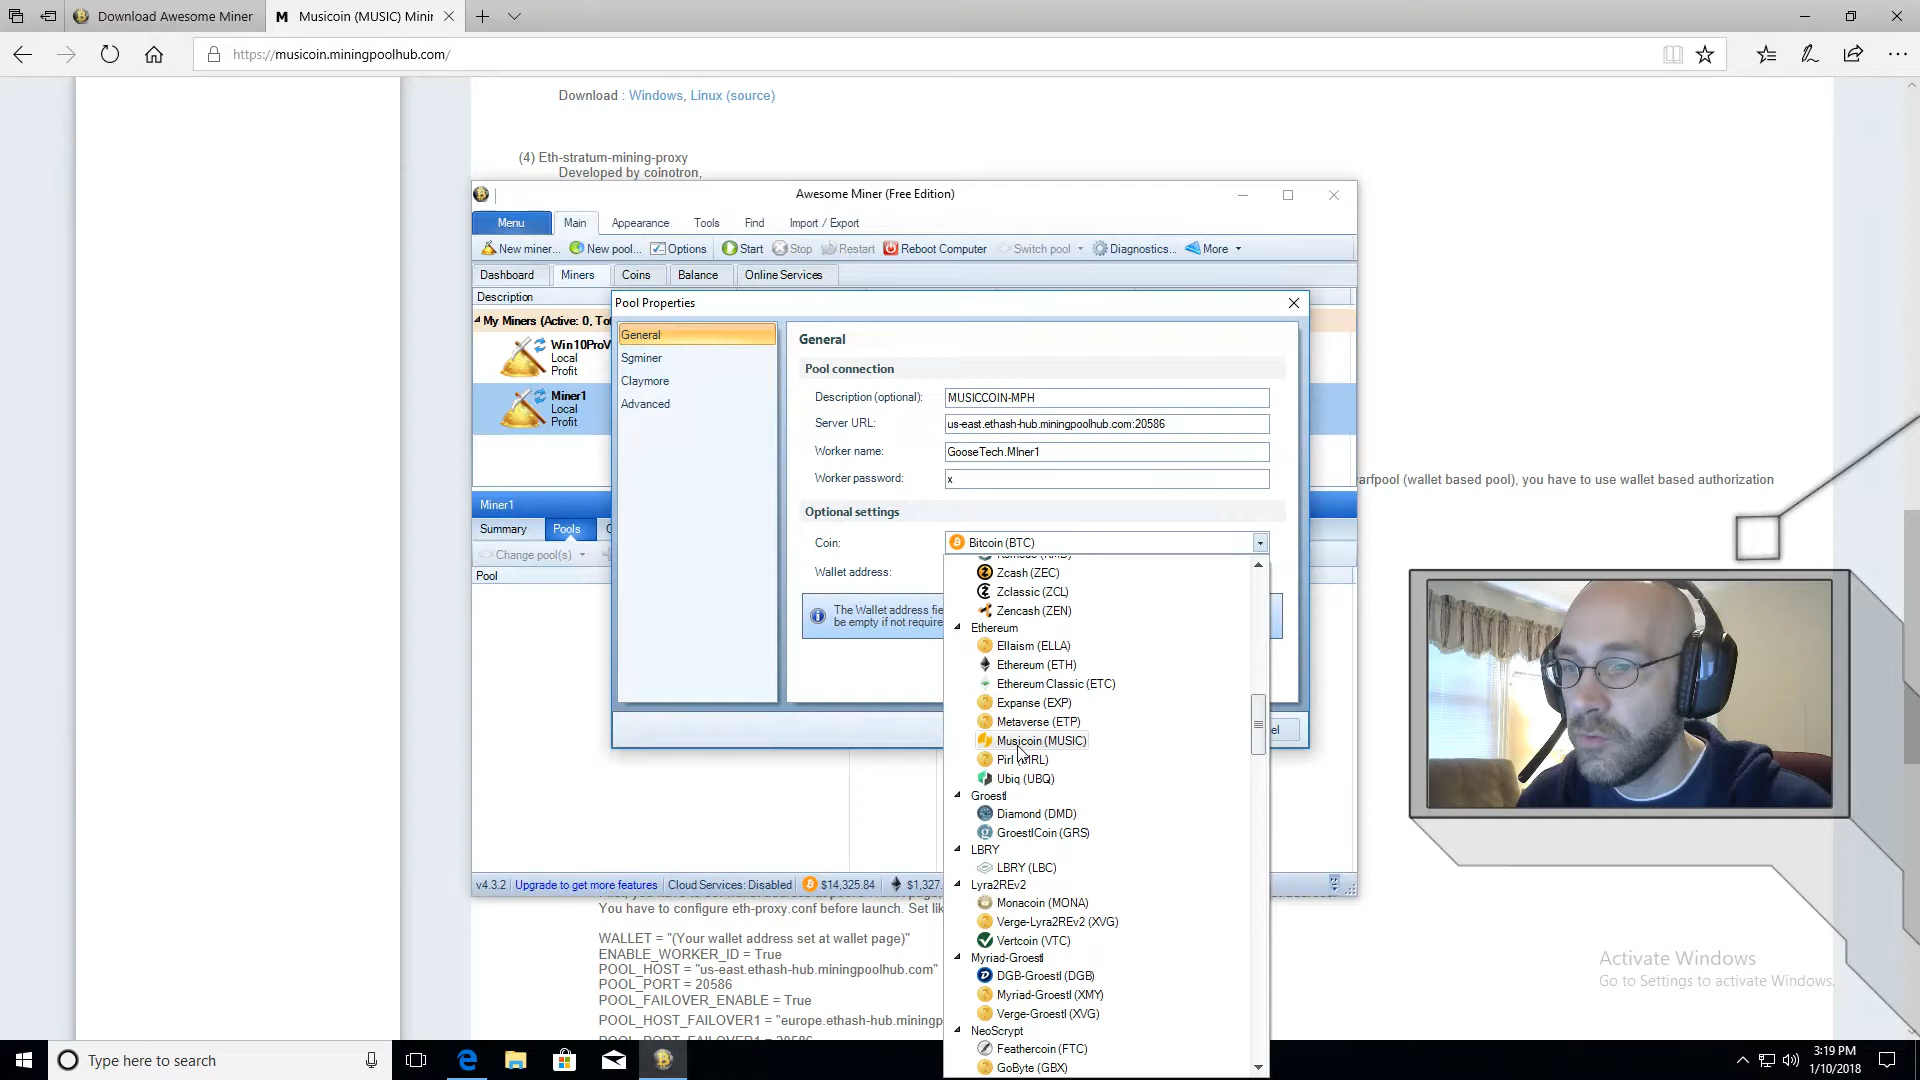 Download Awesome Miner
M Musicoin (MUSIC) Minin
https://musicoin.miningpoolhub.com/
Download : Windows, Linux (source)
(4) Eth-stratum-mining-proxy
Developed by coinotron,
Awesome Miner (Free Edition)
Menu Main Appearance Tools Find Import / Export
New miner... New pool... Options Start Stop Restart Reboot Computer Switch pool Diagnostics... More
Dashboard Miners Coins Balance Online Services
Description
Pool Properties
My Miners (Active: 0, Tot
Win10ProV
Local
Profit
Miner1
Local
Profit
General
Sgminer
Claymore
Advanced
General
Pool connection
Description (optional): MUSICCOIN-MPH
Server URL: us-east.ethash-hub.miningpoolhub.com:20586
Worker name: GooseTech.MIner1
Worker password: x
arfpool (wallet based pool), you have to use wallet based authorization
Optional settings
Coin: Bitcoin (BTC)
Wallet address:
The Wallet address fie
be empty if not require
Miner1
Summary Pools
Change pool(s)
Pool
Zcash (ZEC)
Zclassic (ZCL)
Zencash (ZEN)
Ethereum
Ellaism (ELLA)
Ethereum (ETH)
Ethereum Classic (ETC)
Expanse (EXP)
Metaverse (ETP)
Musicoin (MUSIC)
Pirl
Ubiq (UBQ)
Groestl
Diamond (DMD)
GroestlCoin (GRS)
LBRY
LBRY (LBC)
Lyra2REv2
Monacoin (MONA)
Verge-Lyra2REv2 (XVG)
Vertcoin (VTC)
Myriad-Groestl
DGB-Groestl (DGB)
Myriad-Groestl (XMY)
Verge-Groestl (XVG)
NeoScrypt
Feathercoin (FTC)
GoByte (GBX)
v4.3.2 Upgrade to get more features Cloud Services: Disabled $14,325.84 $1,327.
You have to configure eth-proxy.conf before launch. Set lik
WALLET = "(Your wallet address set at wallet page)"
ENABLE_WORKER_ID = True
POOL_HOST = "us-east.ethash-hub.miningpoolhub.com"
POOL_PORT = 20586
POOL_FAILOVER_ENABLE = True
POOL_HOST_FAILOVER1 = "europe.ethash-hub.miningp
Activate Windows
Go to Settings to activate Windows.
Type here to search
3:19 PM
1/10/2018